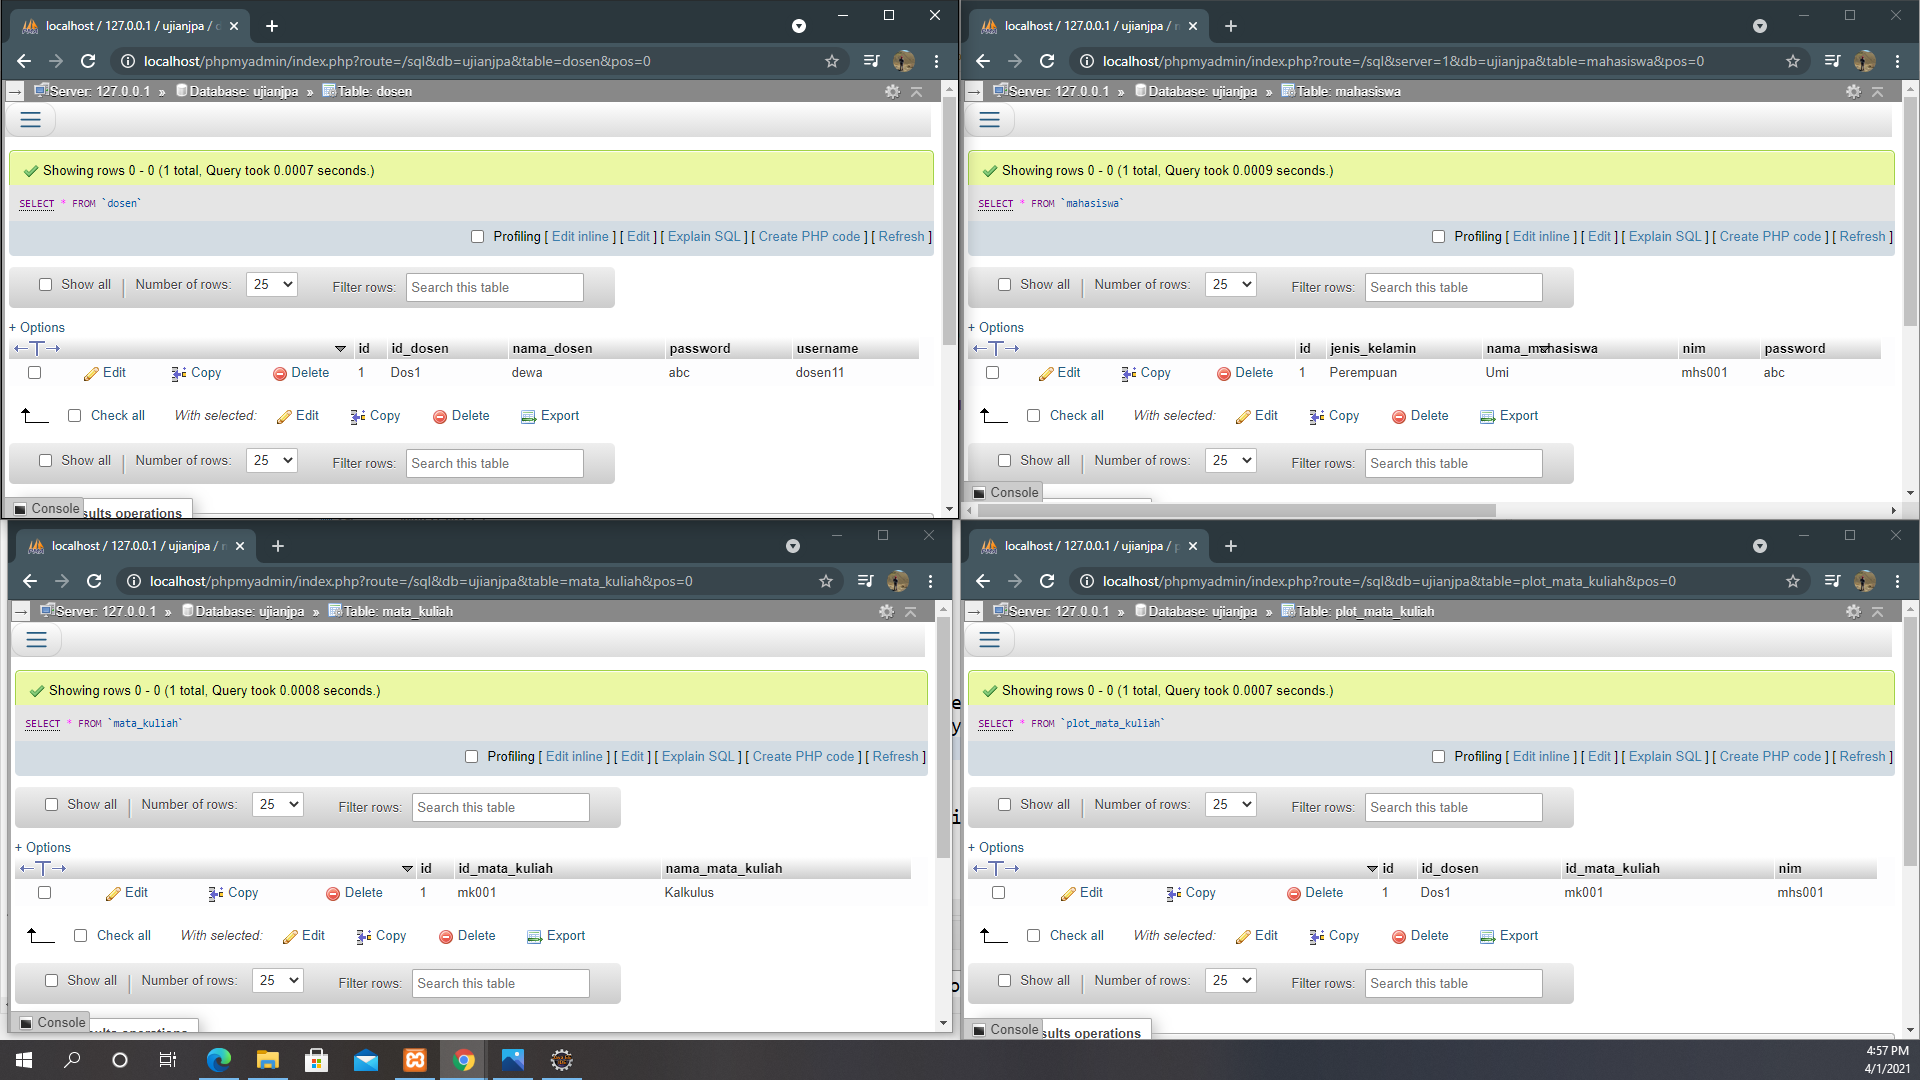 localhost / 127.0.0.1 / ujianjpa /
localhost/phpmyadmin/index.php?route=/sql&db=ujianjpa&table=dosen&pos=0
Server: 127.0.0.1 » Database: ujianjpa » Table: dosen
Showing rows 0 - 0 (1 total, Query took 0.0007 seconds.)
SELECT * FROM `dosen`
Profiling [ Edit inline ] [ Edit ] [ Explain SQL ] [ Create PHP code ] [ Refresh ]
Show all | Number of rows: 25 Filter rows: Search this table
+ Options
id id_dosen nama_dosen password username
Edit Copy Delete 1 Dos1 dewa abc dosen11
Check all With selected: Edit Copy Delete Export
Show all | Number of rows: 25 Filter rows: Search this table
Console
sults operations
localhost / 127.0.0.1 / ujianjpa /
localhost/phpmyadmin/index.php?route=/sql&server=1&db=ujianjpa&table=mahasiswa&pos=0
Server: 127.0.0.1 » Database: ujianjpa » Table: mahasiswa
Showing rows 0 - 0 (1 total, Query took 0.0009 seconds.)
SELECT * FROM `mahasiswa`
Profiling [ Edit inline ] [ Edit ] [ Explain SQL ] [ Create PHP code ] [ Refresh ]
Show all | Number of rows: 25 Filter rows: Search this table
+ Options
id jenis_kelamin nama_mahasiswa nim password
Edit Copy Delete 1 Perempuan Umi mhs001 abc
Check all With selected: Edit Copy Delete Export
Show all | Number of rows: 25 Filter rows: Search this table
Console
localhost / 127.0.0.1 / ujianjpa /
localhost/phpmyadmin/index.php?route=/sql&db=ujianjpa&table=mata_kuliah&pos=0
Server: 127.0.0.1 » Database: ujianjpa » Table: mata_kuliah
Showing rows 0 - 0 (1 total, Query took 0.0008 seconds.)
SELECT * FROM `mata_kuliah`
Profiling [ Edit inline ] [ Edit ] [ Explain SQL ] [ Create PHP code ] [ Refresh ]
Show all | Number of rows: 25 Filter rows: Search this table
+ Options
id id_mata_kuliah nama_mata_kuliah
Edit Copy Delete 1 mk001 Kalkulus
Check all With selected: Edit Copy Delete Export
Show all | Number of rows: 25 Filter rows: Search this table
Console
sults operations
localhost / 127.0.0.1 / ujianjpa /
localhost/phpmyadmin/index.php?route=/sql&db=ujianjpa&table=plot_mata_kuliah&pos=0
Server: 127.0.0.1 » Database: ujianjpa » Table: plot_mata_kuliah
Showing rows 0 - 0 (1 total, Query took 0.0007 seconds.)
SELECT * FROM `plot_mata_kuliah`
Profiling [ Edit inline ] [ Edit ] [ Explain SQL ] [ Create PHP code ] [ Refresh ]
Show all | Number of rows: 25 Filter rows: Search this table
+ Options
id id_dosen id_mata_kuliah nim
Edit Copy Delete 1 Dos1 mk001 mhs001
Check all With selected: Edit Copy Delete Export
Show all | Number of rows: 25 Filter rows: Search this table
Console
sults operations
4:57 PM
4/1/2021